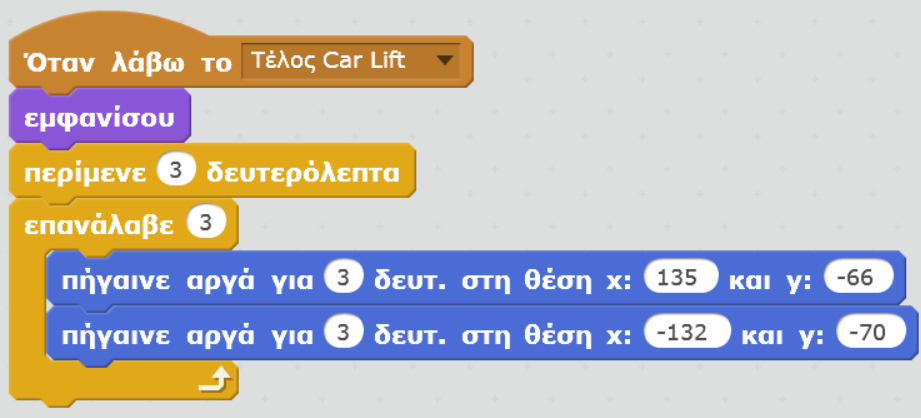 Όταν λάβω το Τέλος Car Lift
εμφανίσου
περίμενε 3 δευτερόλεπτα
επανάλαβε 3
πήγαινε αργά για 3 δευτ. στη θέση x: 135 και y: -66
πήγαινε αργά για 3 δευτ. στη θέση x: -132 και y: -70